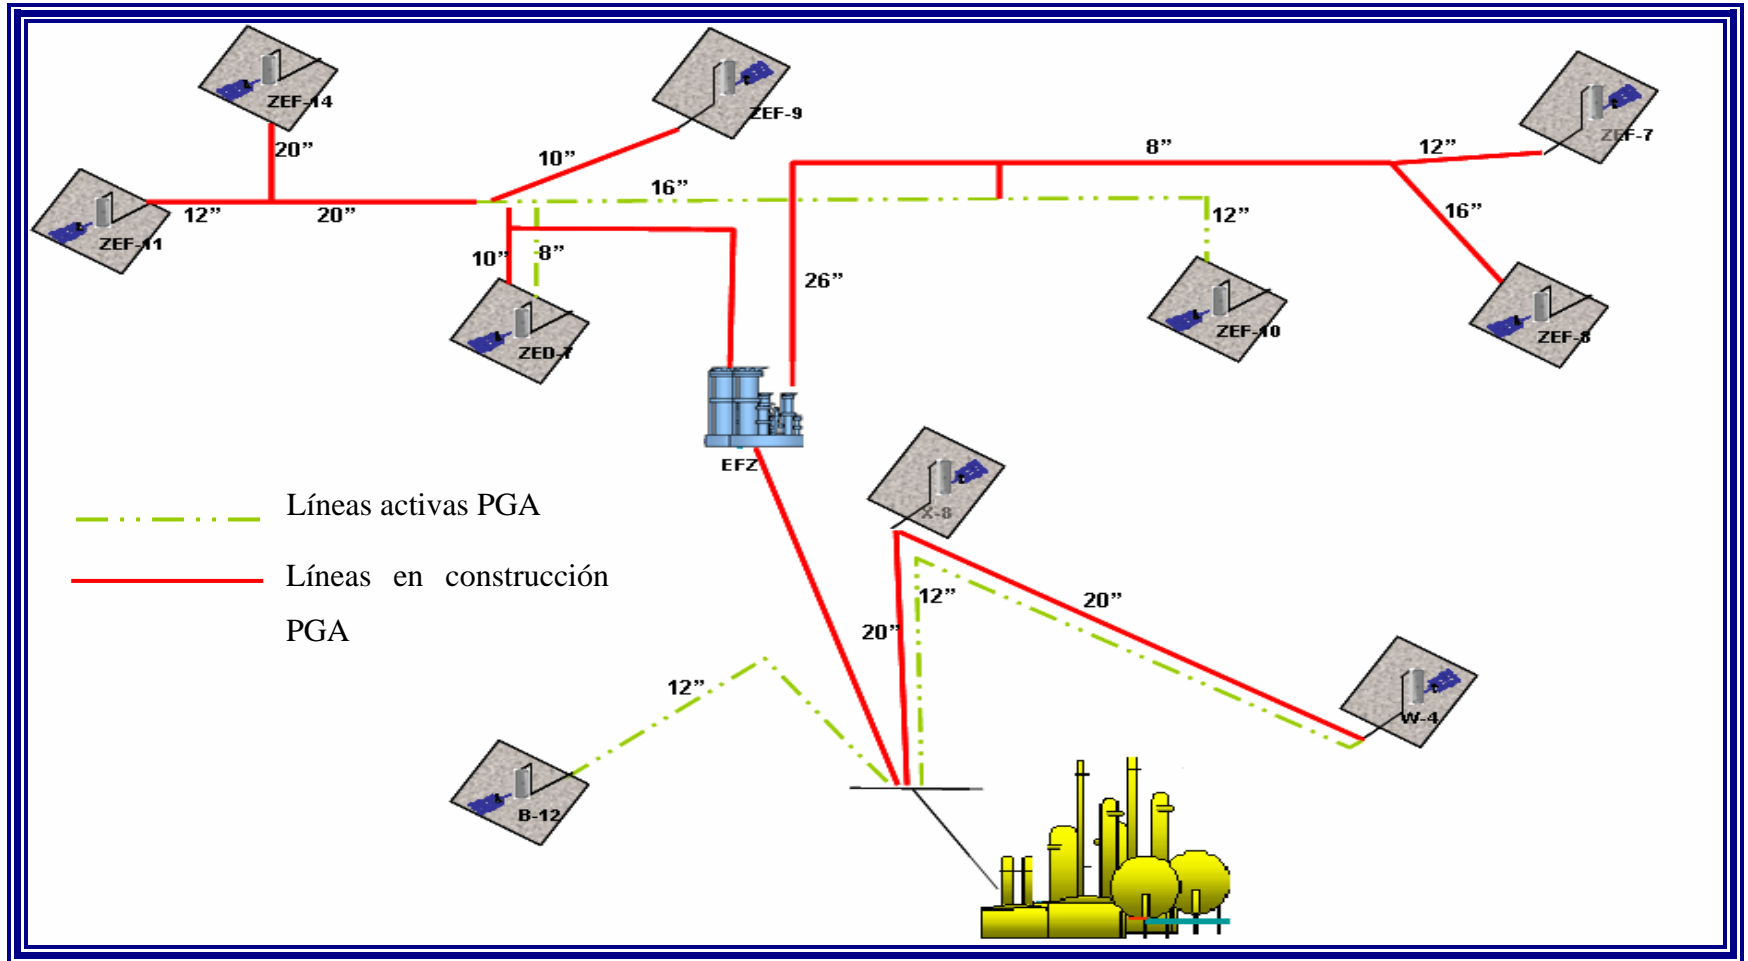 ZEF-14
ZEF-9
ZEF-7
20”
10”
8”
12”
16”
12”
20”
12”
16”
ZEF-11
10”
8”
26”
ZED-7
ZEF-10
ZEF-8
EFZ
X-8
Líneas activas PGA
Líneas en construcción
PGA
12”
20”
20”
12”
W-4
B-12